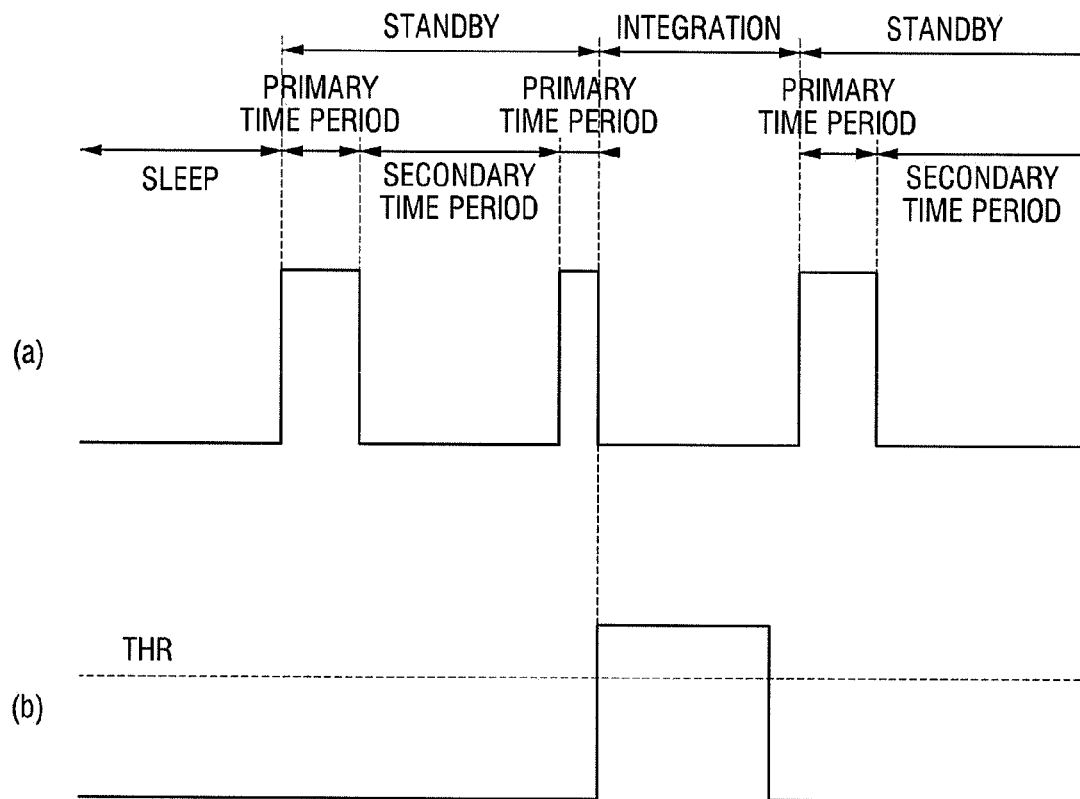 STANDBY
INTEGRATION
STANDBY
PRIMARY
TIME PERIOD
PRIMARY
TIME PERIOD
PRIMARY
TIME PERIOD
SLEEP
SECONDARY
TIME PERIOD
SECONDARY
TIME PERIOD
(a)
THR
(b)